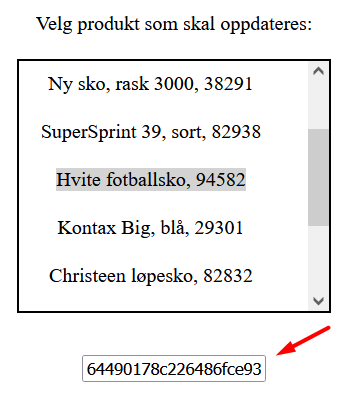 Velg produkt som skal oppdateres:
Ny sko, rask 3000, 38291
SuperSprint 39, sort, 82938
Hvite fotballsko, 94582
Kontax Big, blå, 29301
Christeen løpesko, 82832
64490178c226486fce93